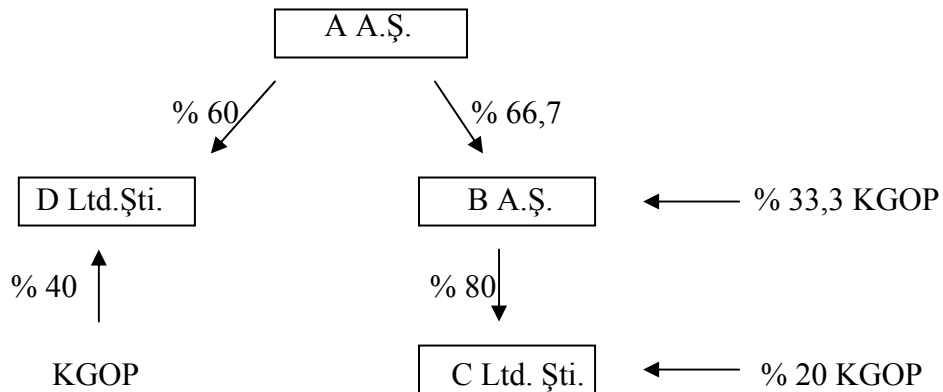 A A.Ş.
% 60
% 66,7
D Ltd.Şti.
B A.Ş.
% 33,3 KGOP
% 40
% 80
KGOP
C Ltd. Şti.
% 20 KGOP